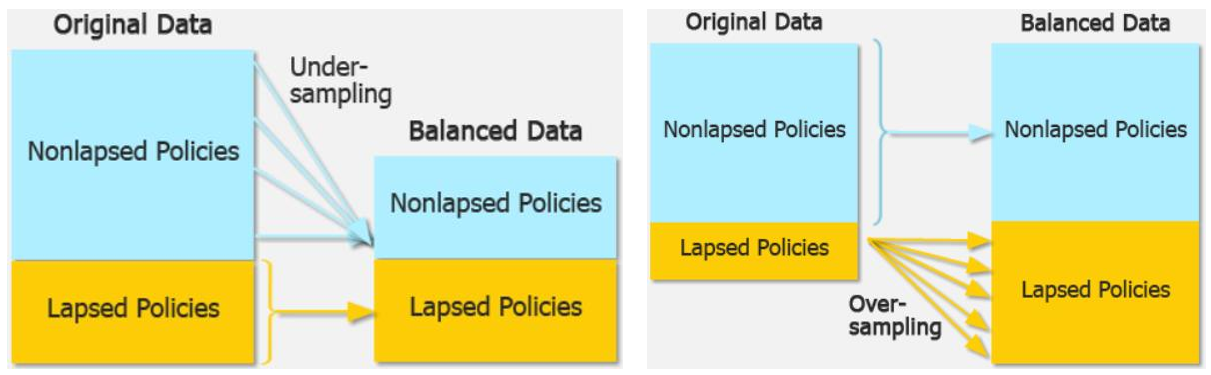 Original Data
Under-
sampling
Balanced Data
Nonlapsed Policies
Nonlapsed Policies
Lapsed Policies
Lapsed Policies
Original Data
Balanced Data
Nonlapsed Policies
Nonlapsed Policies
Lapsed Policies
Lapsed Policies
Over-
sampling